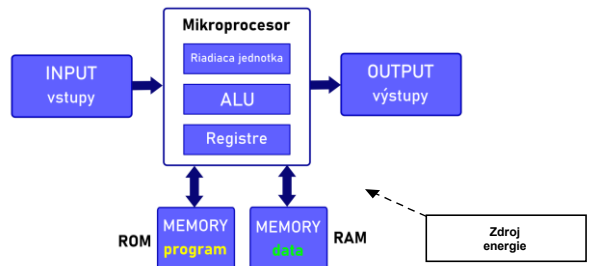 Mikroprocesor
INPUT
vstupy
Riadiaca jednotka
ALU
Registre
OUTPUT
výstupy
ROM
MEMORY
program
MEMORY
data
RAM
Zdroj
energie